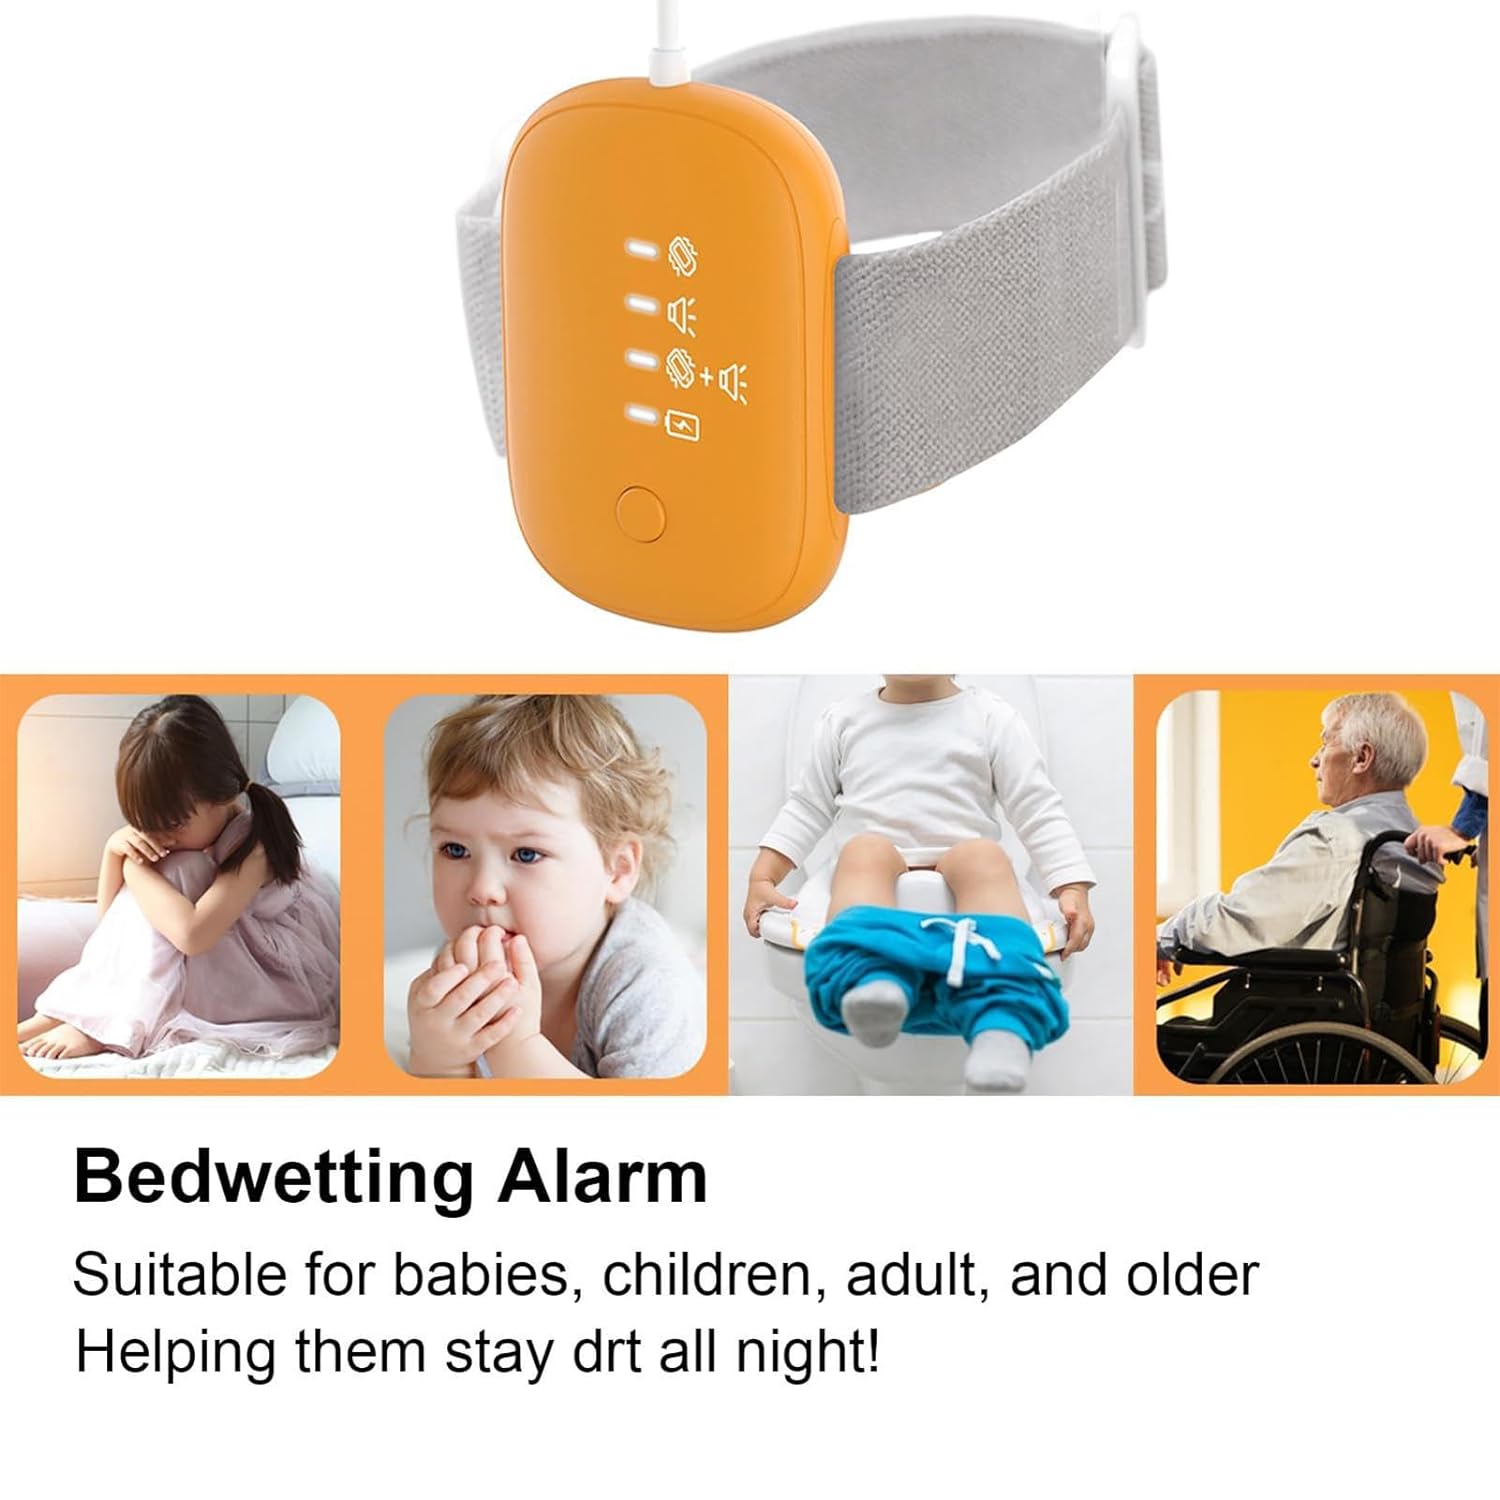 +
Bedwetting Alarm
Suitable for babies, children, adult, and older
Helping them stay drt all night!